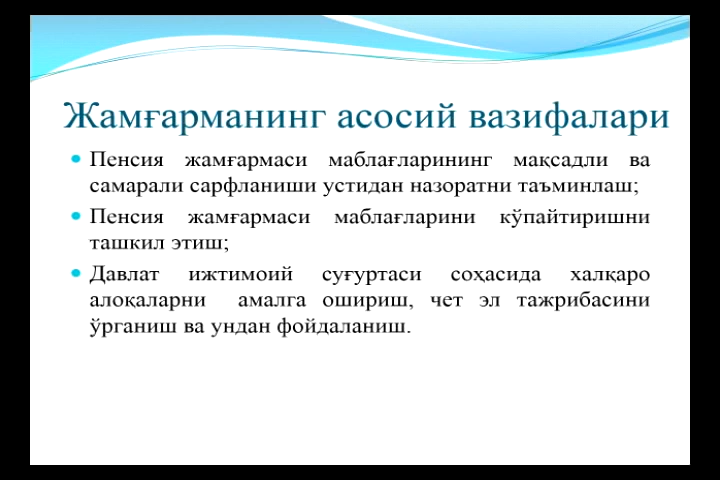 Жамғарманинг асосий вазифалари
Пенсия жамғармаси маблағларининг мақсадли ва
самарали сарфланиши устидан назоратни таъминлаш;
Пенсия жамғармаси маблағларини кўпайтиришни
ташкил этиш;
Давлат ижтимоий суғуртаси соҳасида халқаро
алоқаларни амалга ошириш, чет эл тажрибасини
ўрганиш ва ундан фойдаланиш.